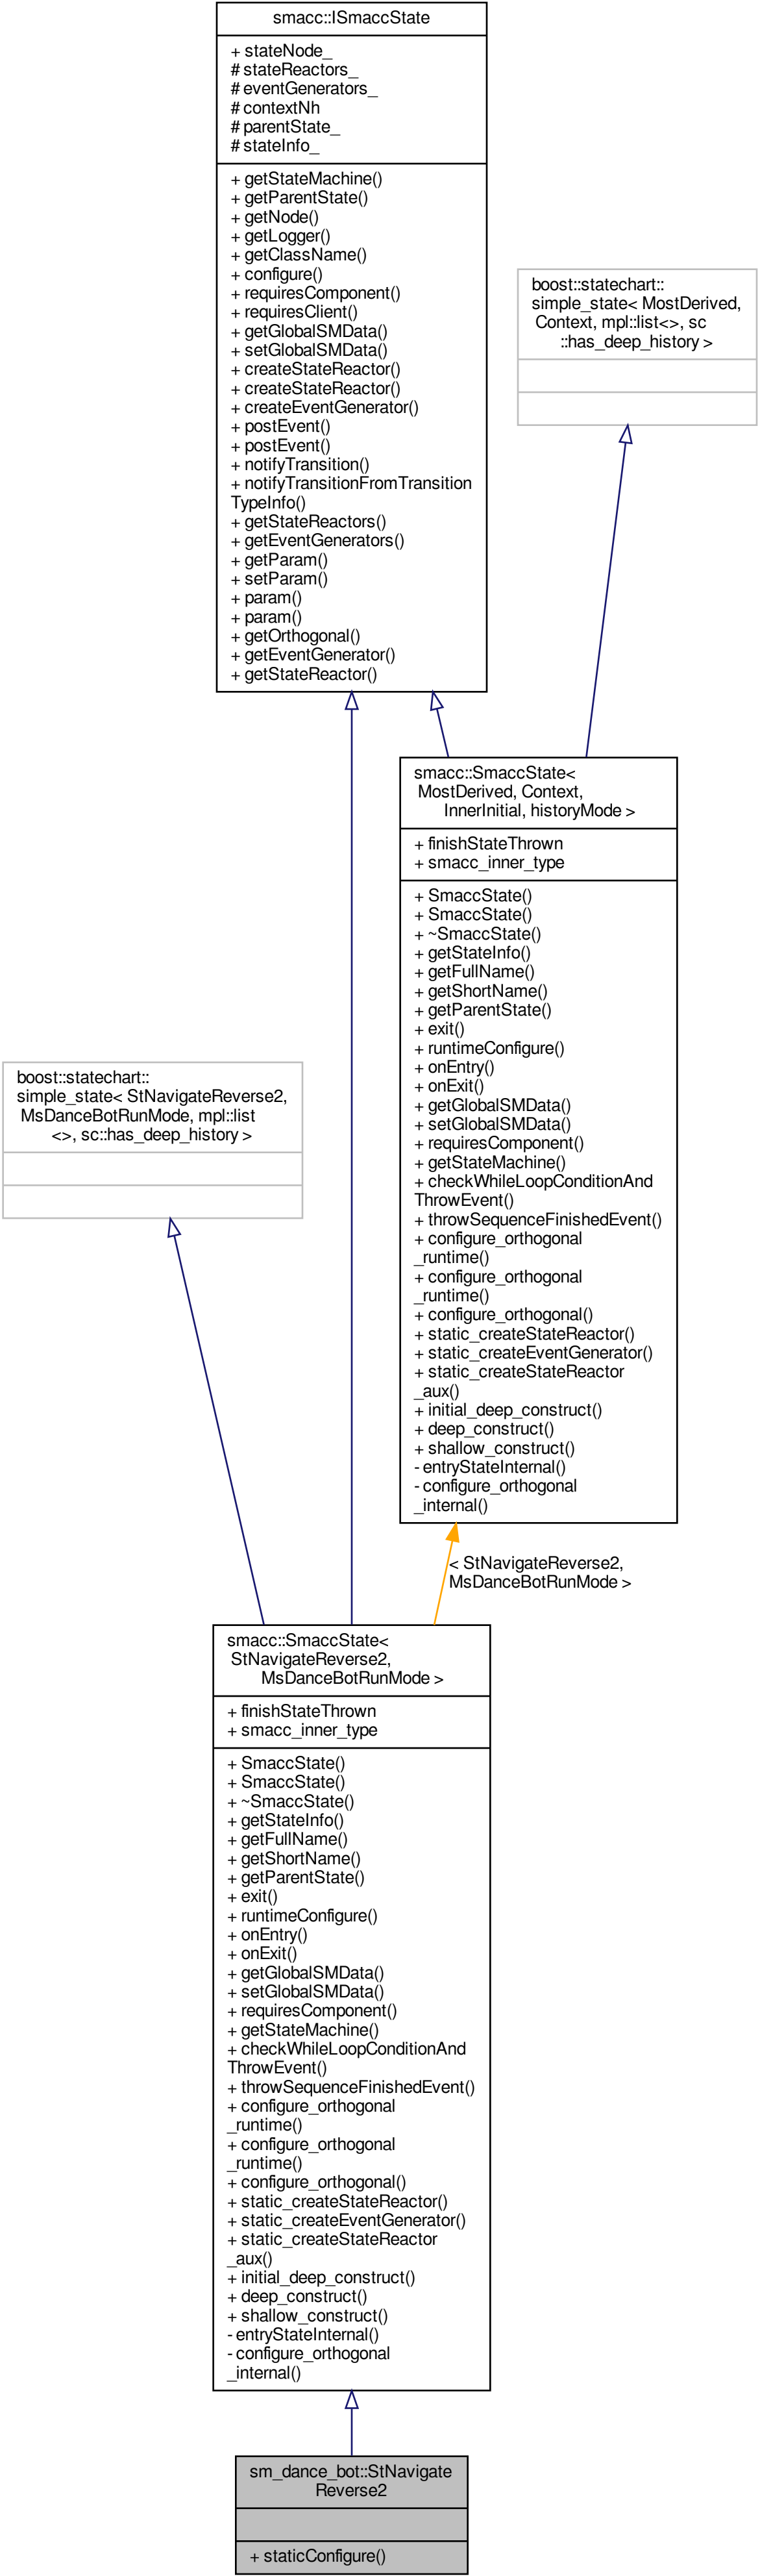 smacc::ISmaccState
+ stateNode_
# stateReactors_
# eventGenerators_
# contextNh
# parentState_
# stateInfo_
+ getStateMachine()
+ getParentState()
+ getNode()
+ getLogger()
+ getClassName()
+ configure()
+ requiresComponent()
+ requiresClient()
+ getGlobalSMData()
+ setGlobalSMData()
+ createStateReactor()
+ createStateReactor()
+ createEventGenerator()
+ postEvent()
+ postEvent()
+ notifyTransition()
+ notifyTransitionFromTransition
TypeInfo()
+ getStateReactors()
+ getEventGenerators()
+ getParam()
+ setParam()
+ param()
+ param()
+ getOrthogonal()
+ getEventGenerator()
+ getStateReactor()
boost::statechart::
simple_state< MostDerived,
Context, mpl::list<>, sc
::has_deep_history >
smacc::SmaccState<
MostDerived, Context,
InnerInitial, historyMode >
+ finishStateThrown
+ smacc_inner_type
+ SmaccState()
+ SmaccState()
+ ~SmaccState()
+ getStateInfo()
+ getFullName()
+ getShortName()
+ getParentState()
+ exit()
+ runtimeConfigure()
+ onEntry()
+ onExit()
+ getGlobalSMData()
+ setGlobalSMData()
+ requiresComponent()
+ getStateMachine()
+ checkWhileLoopConditionAnd
ThrowEvent()
+ throwSequenceFinishedEvent()
+ configure_orthogonal
_runtime()
+ configure_orthogonal
_runtime()
+ configure_orthogonal()
+ static_createStateReactor()
+ static_createEventGenerator()
+ static_createStateReactor
_aux()
+ initial_deep_construct()
+ deep_construct()
+ shallow_construct()
- entryStateInternal()
- configure_orthogonal
_internal()
boost::statechart::
simple_state< StNavigateReverse2,
MsDanceBotRunMode, mpl::list
<>, sc::has_deep_history >
< StNavigateReverse2,
MsDanceBotRunMode >
smacc::SmaccState<
StNavigateReverse2,
MsDanceBotRunMode >
+ finishStateThrown
+ smacc_inner_type
+ SmaccState()
+ SmaccState()
+ ~SmaccState()
+ getStateInfo()
+ getFullName()
+ getShortName()
+ getParentState()
+ exit()
+ runtimeConfigure()
+ onEntry()
+ onExit()
+ getGlobalSMData()
+ setGlobalSMData()
+ requiresComponent()
+ getStateMachine()
+ checkWhileLoopConditionAnd
ThrowEvent()
+ throwSequenceFinishedEvent()
+ configure_orthogonal
_runtime()
+ configure_orthogonal
_runtime()
+ configure_orthogonal()
+ static_createStateReactor()
+ static_createEventGenerator()
+ static_createStateReactor
_aux()
+ initial_deep_construct()
+ deep_construct()
+ shallow_construct()
- entryStateInternal()
- configure_orthogonal
_internal()
sm_dance_bot::StNavigate
Reverse2
+ staticConfigure()